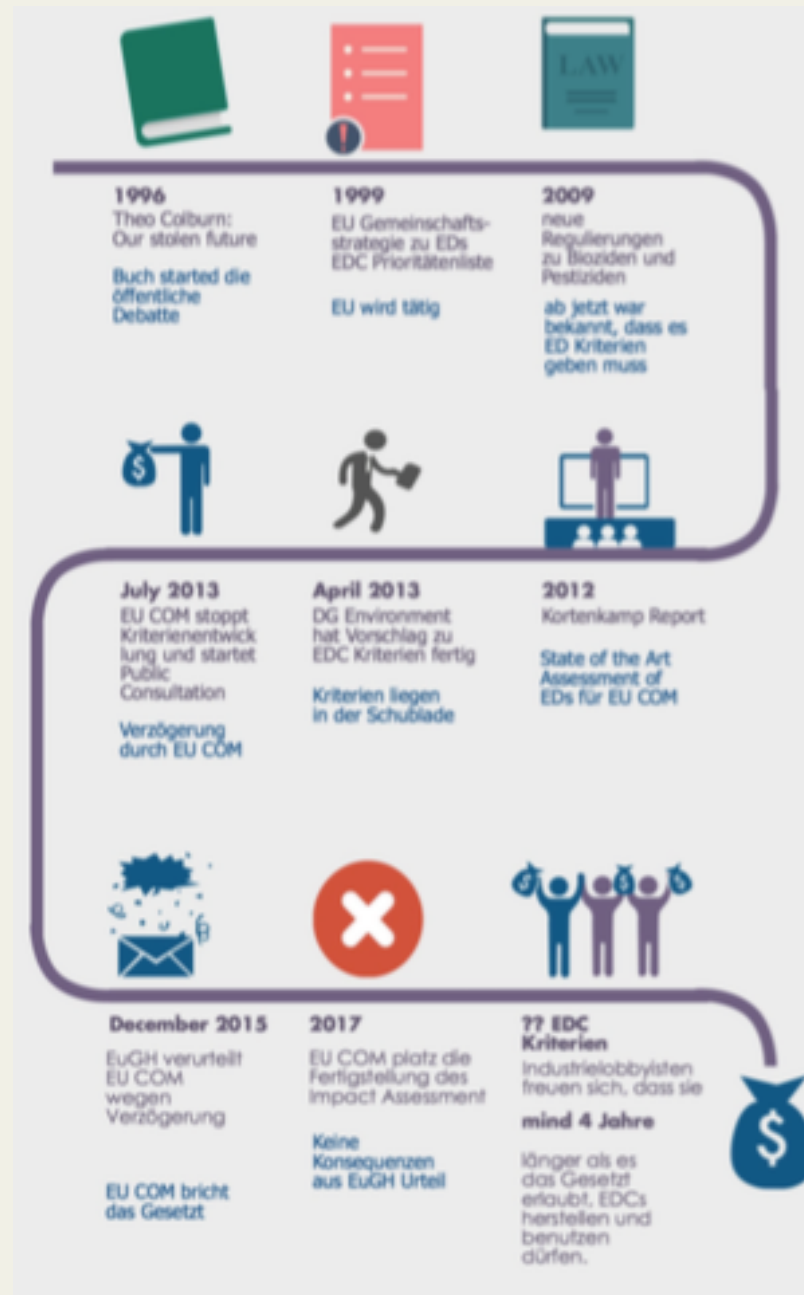 LAW
1996
Theo Colburn:
Our stolen future
Buch started die
öffentliche
Debatte
1999
EU Gemeinschafts-
strategie zu EDs
EDC Prioritätenliste
EU wird tätig
2009
neue
Regulierungen
zu Bioziden und
Pestiziden
ab jetzt war
bekannt, dass es
ED Kriterien
geben muss
$
July 2013
EU COM stoppt
Kriterienentwick
lung und startet
Public
Consultation
Verzögerung
durch EU COM
April 2013
DG Environment
hat Vorschlag zu
EDC Kriterien fertig
Kriterien liegen
in der Schublade
2012
Kortenkamp Report
State of the Art
Assessment of
EDs für EU COM
December 2015
EuGH verurteilt
EU COM
wegen
Verzögerung
EU COM bricht
das Gesetzt
2017
EU COM platz die
Fertigstellung des
Impact Assessment
Keine
Konsequenzen
aus EuGH Urteil
?? EDC
Kriterien
Industrielobbyisten
freuen sich, dass sie
mind 4 Jahre
länger als es
das Gesetzt
erlaubt, EDCs
herstellen und
benutzen
dürfen.
$